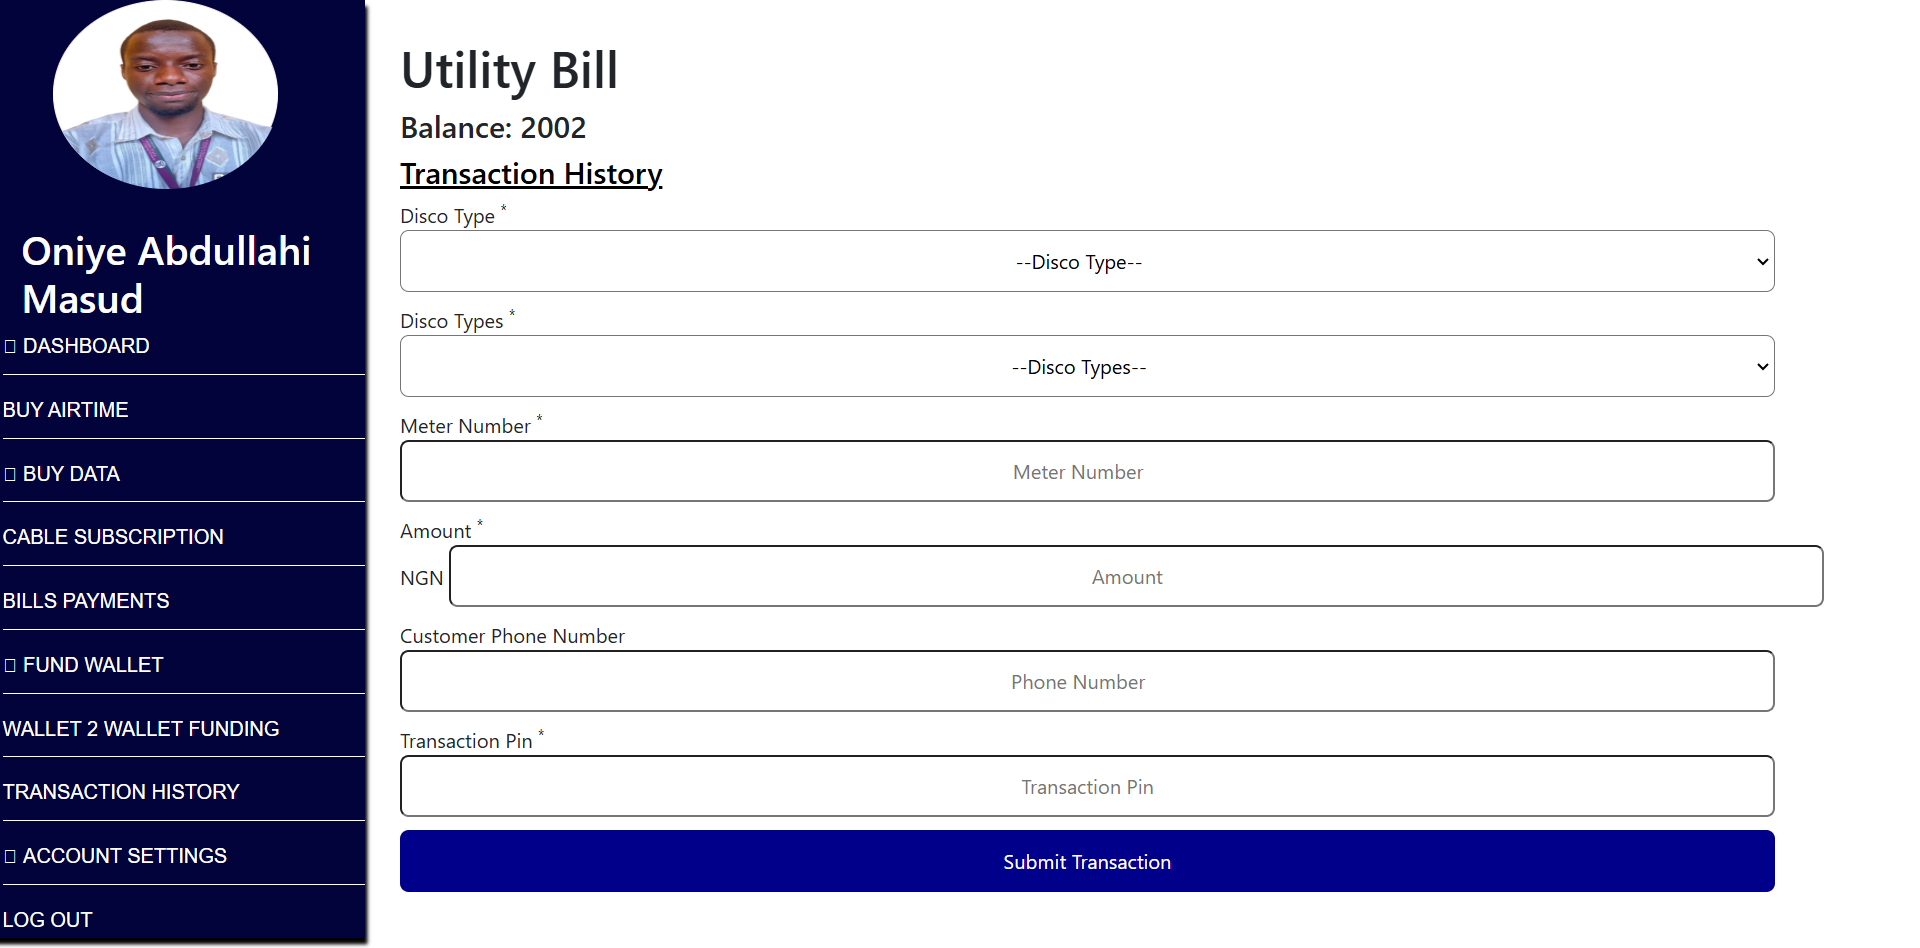 Oniye Abdullahi
Masud
DASHBOARD
BUY AIRTIME
BUY DATA
CABLE SUBSCRIPTION
BILLS PAYMENTS
FUND WALLET
WALLET 2 WALLET FUNDING
TRANSACTION HISTORY
ACCOUNT SETTINGS
LOG OUT
Utility Bill
Balance: 2002
Transaction History
Disco Type *
--Disco Type--
Disco Types *
--Disco Types--
Meter Number *
Meter Number
Amount *
NGN Amount
Customer Phone Number
Phone Number
Transaction Pin *
Transaction Pin
Submit Transaction